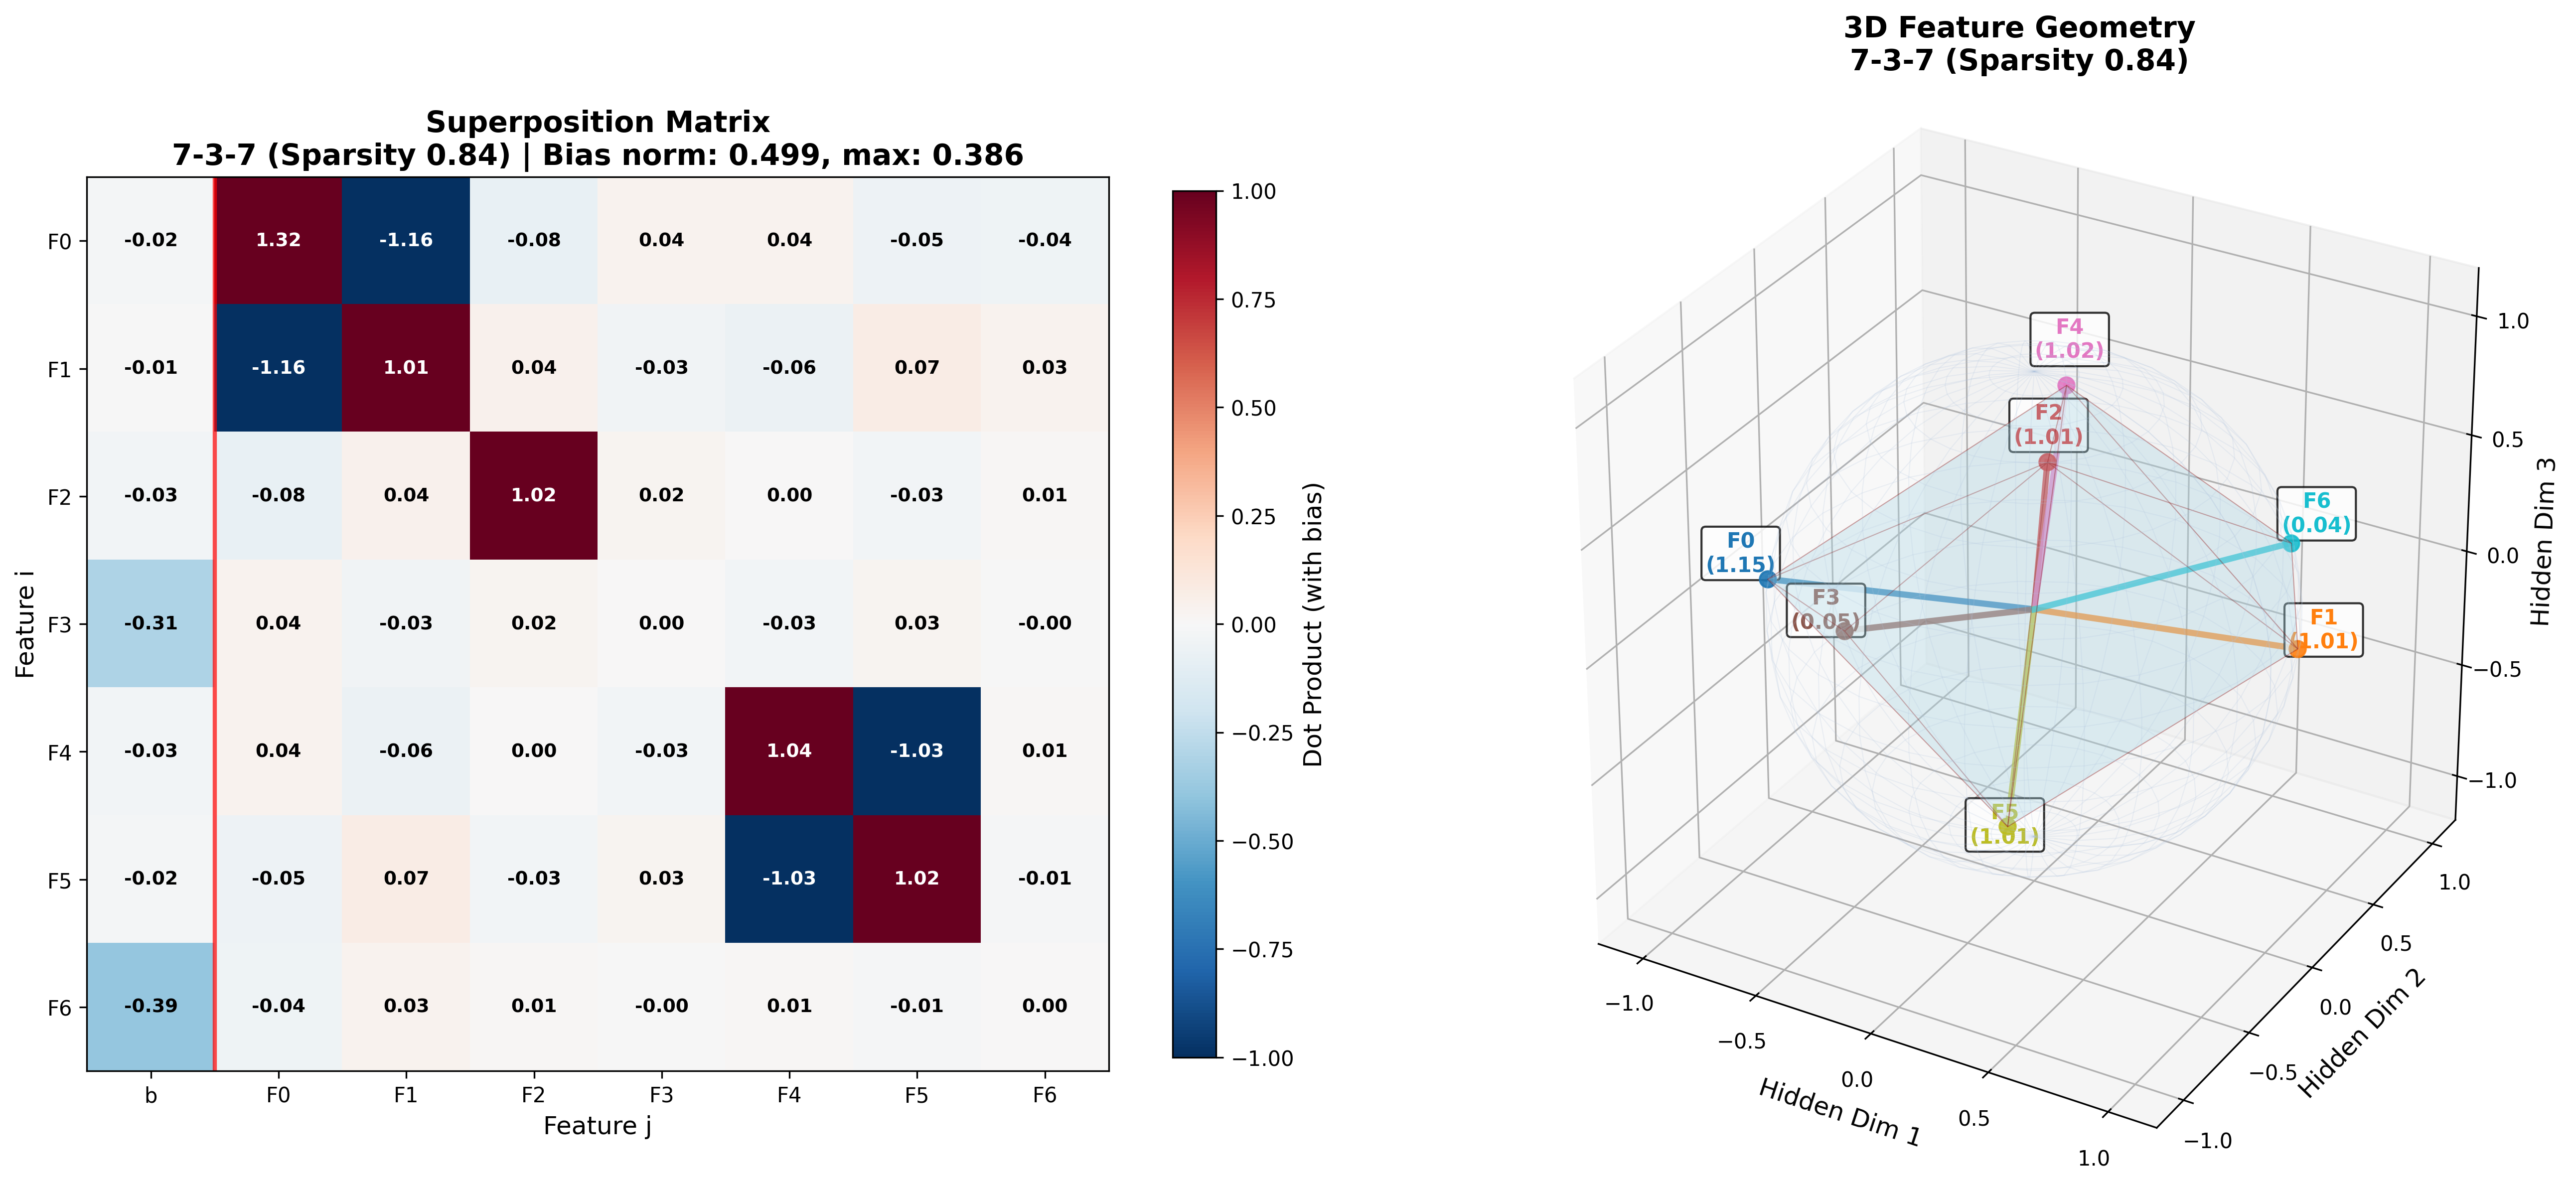 Superposition Matrix
7-3-7 (Sparsity 0.84) | Bias norm: 0.499, max: 0.386
Feature i
F0 -0.02 1.32 -1.16 -0.08 0.04 0.04 -0.05 -0.04
F1 -0.01 -1.16 1.01 0.04 -0.03 -0.06 0.07 0.03
F2 -0.03 -0.08 0.04 1.02 0.02 0.00 -0.03 0.01
F3 -0.31 0.04 -0.03 0.02 0.00 -0.03 0.03 -0.00
F4 -0.03 0.04 -0.06 0.00 -0.03 1.04 -1.03 0.01
F5 -0.02 -0.05 0.07 -0.03 0.03 -1.03 1.02 -0.01
F6 -0.39 -0.04 0.03 0.01 -0.00 0.01 -0.01 0.00
b F0 F1 F2 F3 F4 F5 F6
Feature j
1.00
0.75
0.50
0.25
0.00
−0.25
−0.50
−0.75
−1.00
Dot Product (with bias)
3D Feature Geometry
7-3-7 (Sparsity 0.84)
F4
(1.02)
F2
(1.01)
F6
(0.04)
F0
(1.15)
F3
(0.05)
F1
(1.01)
F5
(1.01)
1.0
0.5
0.0
−0.5
−1.0
Hidden Dim 3
1.0
0.5
0.0
−0.5
−1.0
Hidden Dim 2
−1.0
−0.5
0.0
0.5
1.0
Hidden Dim 1